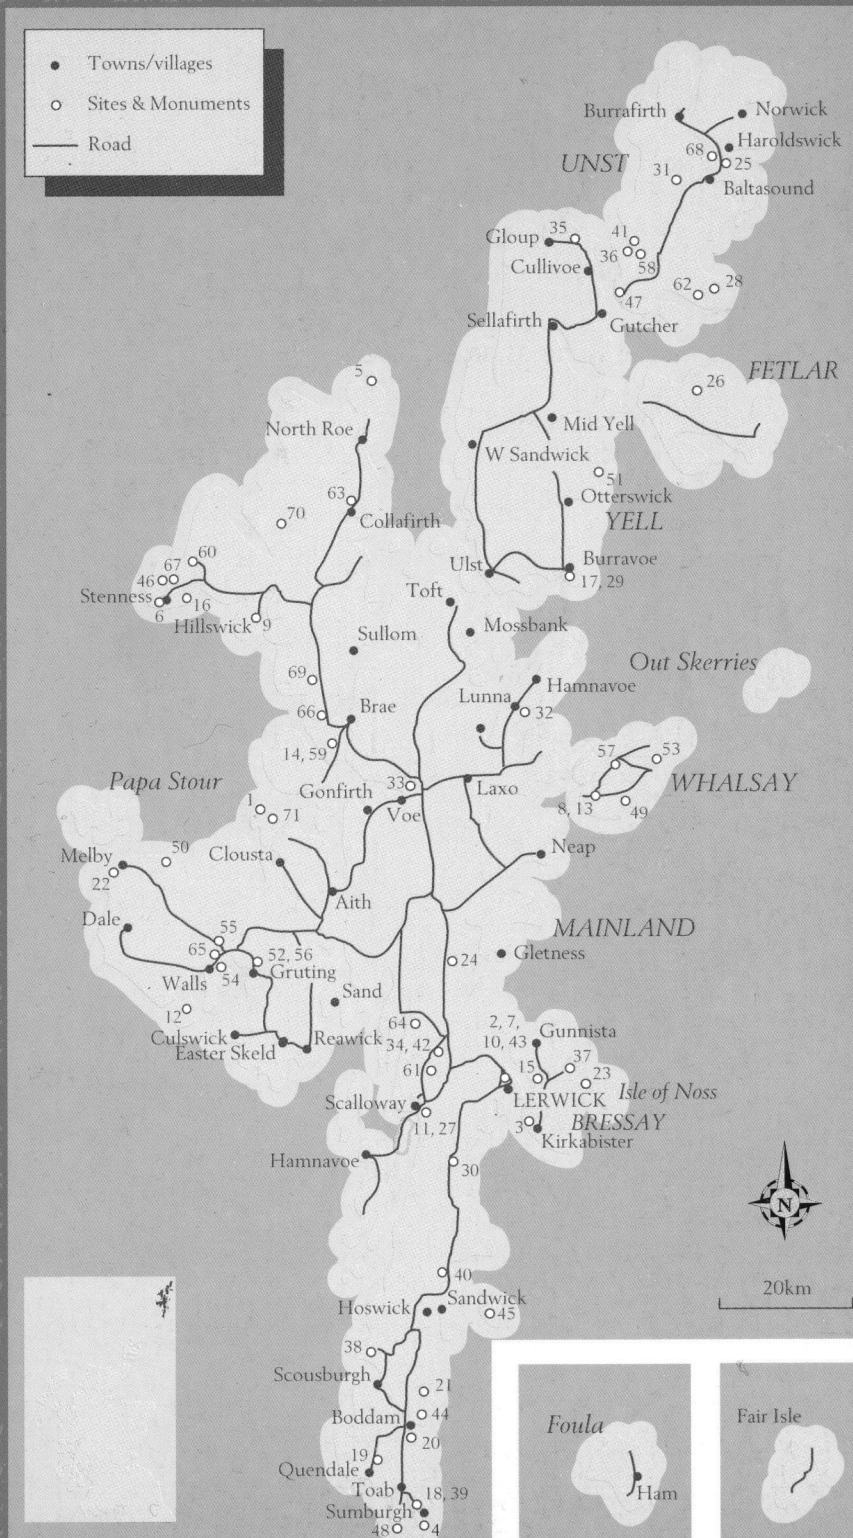 Towns/villages
Sites & Monuments
Road
Burrafirth
Norwick
Haroldswick
68
25
UNST
31
Baltasound
Gloup
35
41
36
58
Cullivoe
62
28
47
Sellafirth
Gutcher
FETLAR
5
26
North Roe
Mid Yell
W Sandwick
51
63
Otterswick
70
Collafirth
YELL
60
46
67
Ulst
Burravoe
17, 29
Stenness
6
16
Toft
Hillswick
9
Mossbank
Sullom
Out Skerries
69
Lunna
Hamnavoe
66
Brae
32
14, 59
57
53
Papa Stour
33
Laxo
WHALSAY
Gonfirth
1
71
Voe
8, 13
49
Melby
50
Clousta
Neap
22
Aith
Dale
55
MAINLAND
65
52, 56
24
Gletness
Walls
54
Gruting
Sand
12
64
2, 7,
10, 43
Gunnista
Culswick
Easter Skeld
Reawick
34, 42
37
61
15
23
Isle of Noss
LERWICK
Scalloway
11, 27
3
BRESSAY
Kirkabister
Hamnavoe
30
N
40
20km
Hoswick
Sandwick
45
38
Scousburgh
21
44
Boddam
20
Foula
Fair Isle
19
Quendale
Toab
18, 39
Ham
Sumburgh
48
4